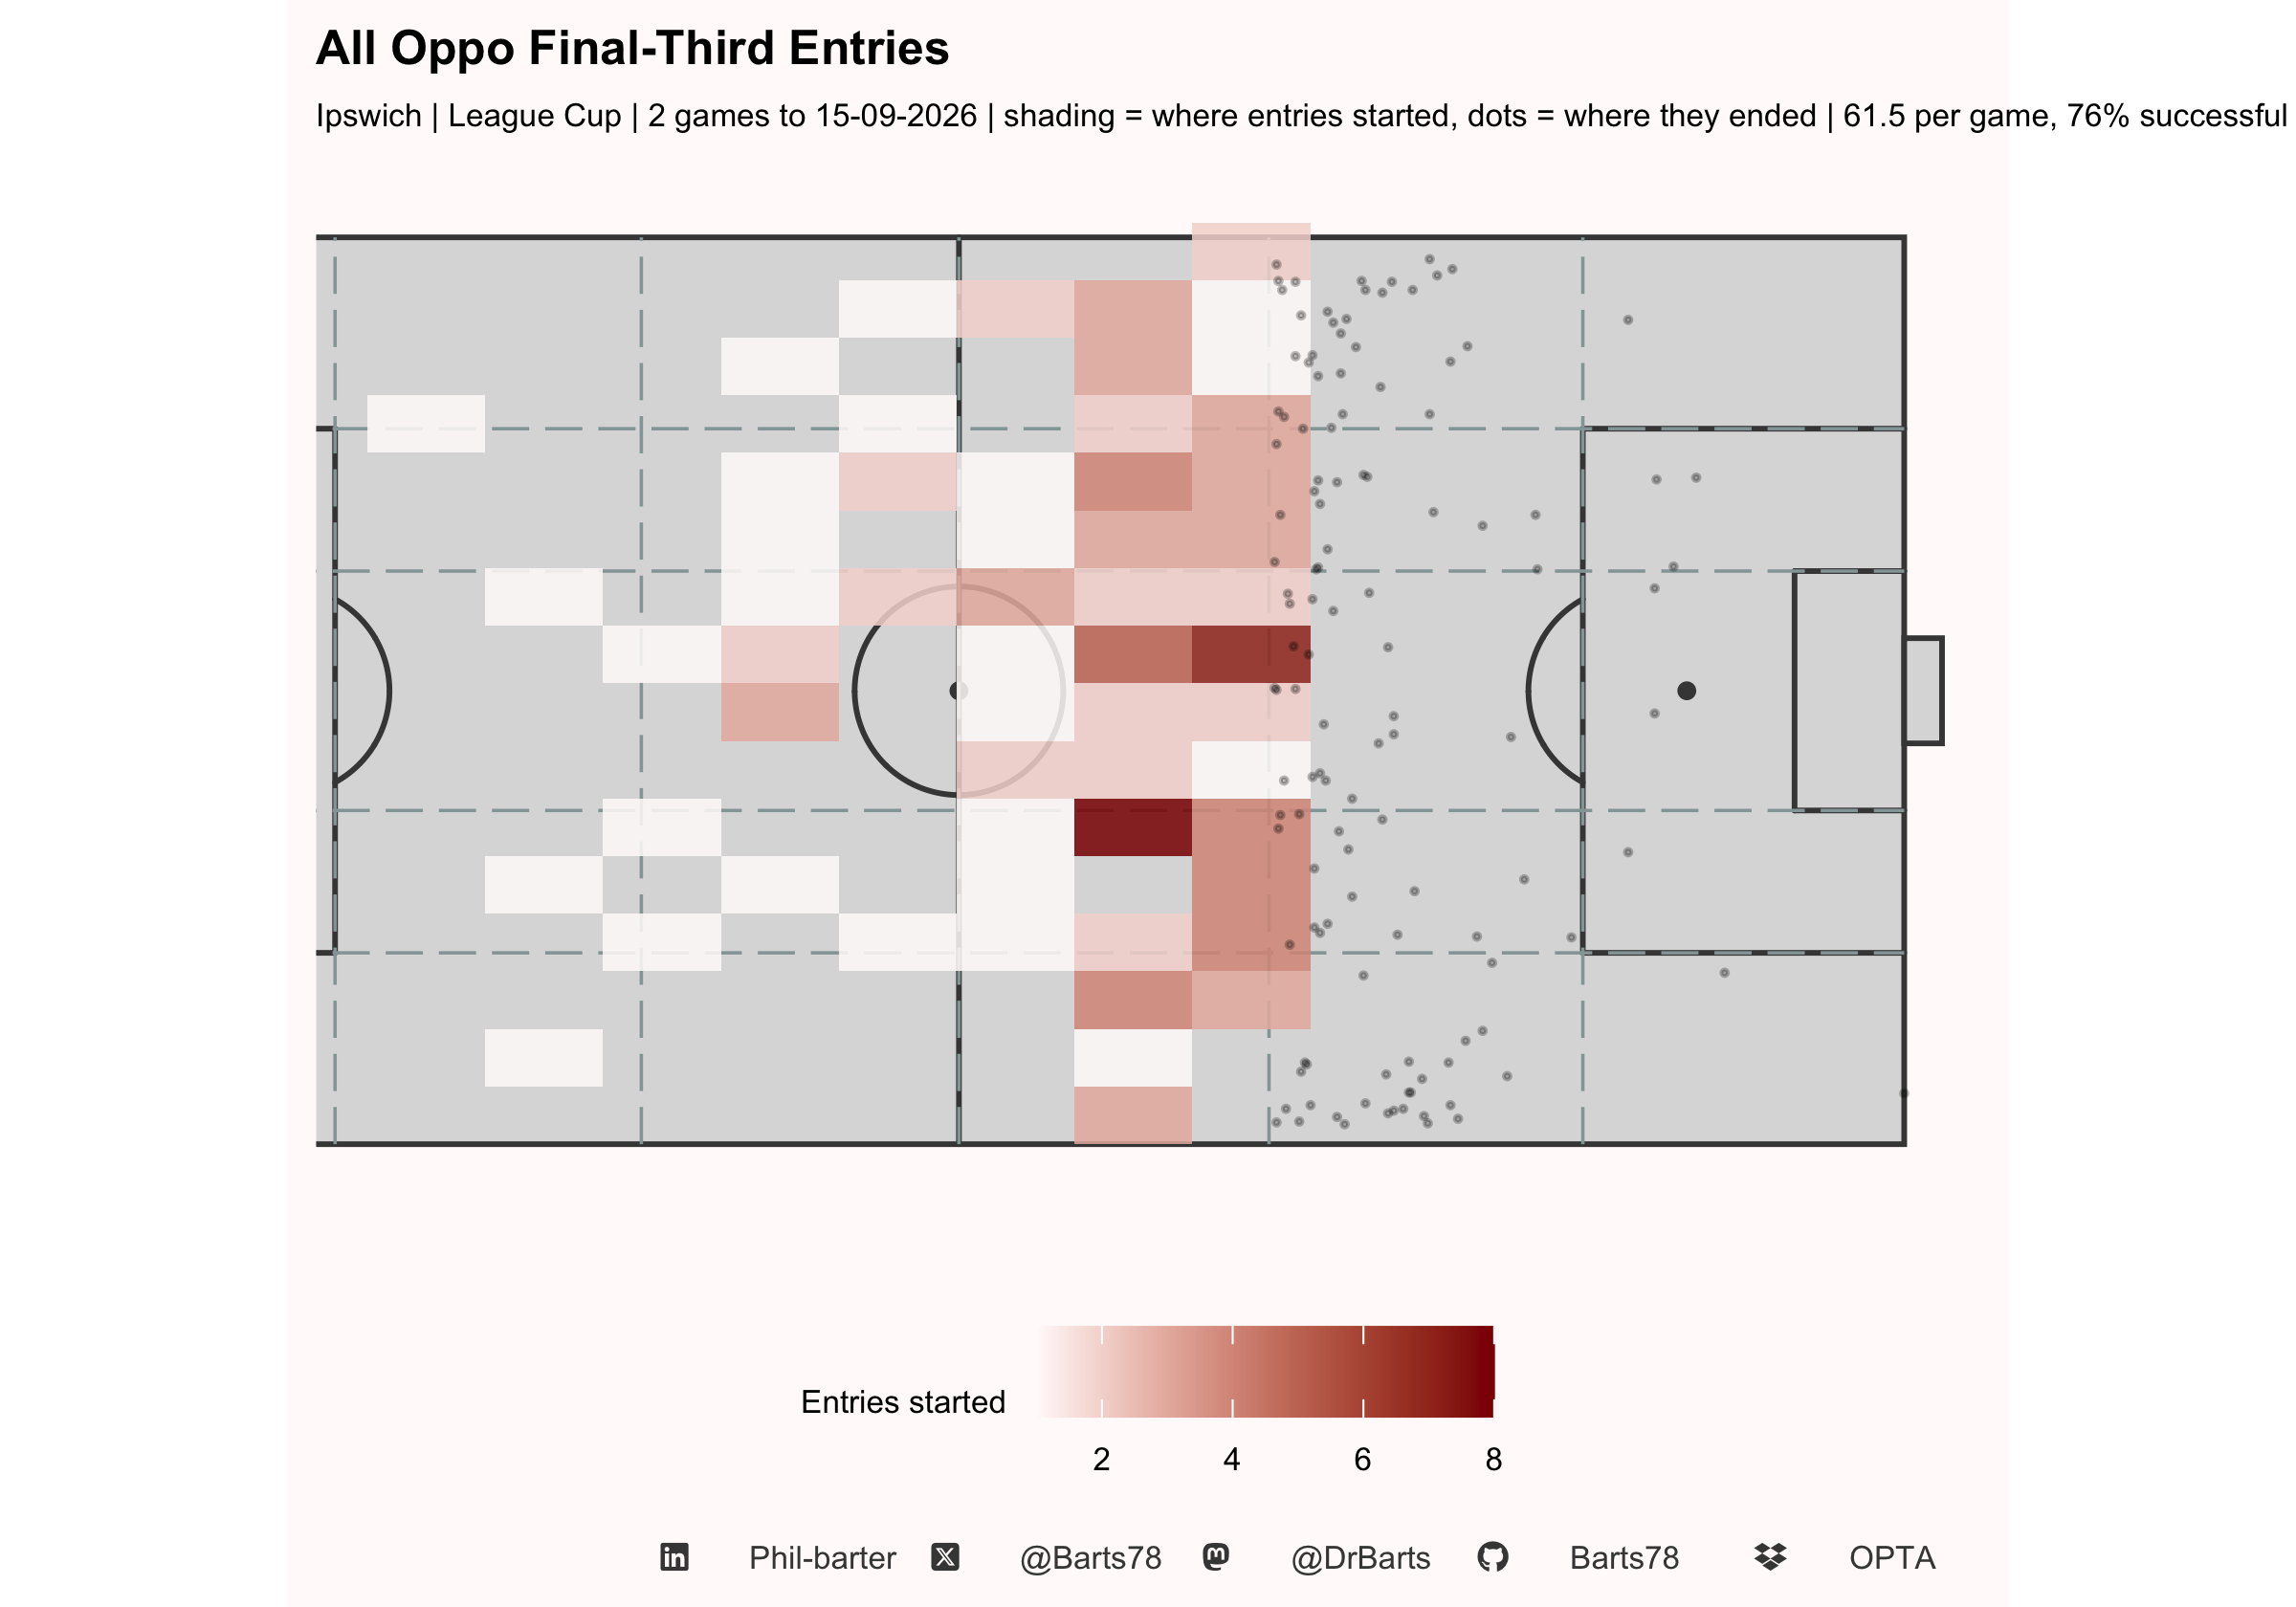 All Oppo Final-Third Entries
Ipswich | League Cup | 2 games to 15-09-2026 | shading = where entries started, dots = where they ended | 61.5 per game, 76% successful
Entries started
2 4 6 8
Phil-barter @Barts78 @DrBarts Barts78 OPTA